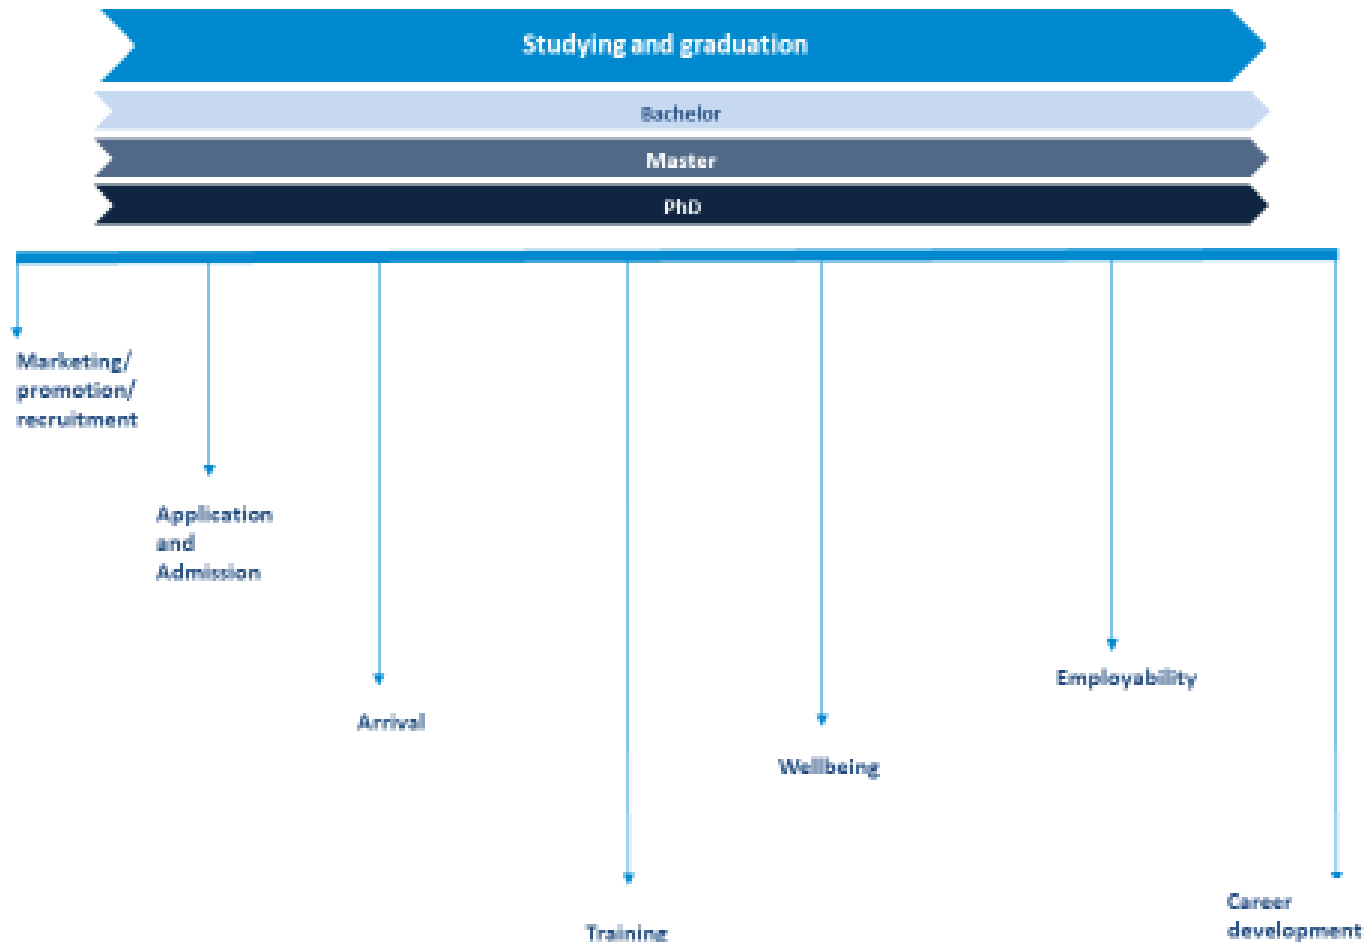 Studying and graduation
Bachelor
Master
PhD
Marketing/
promotion/
recruitment
Application
and
Admission
Arrival
Training
Wellbeing
Employability
Career
development